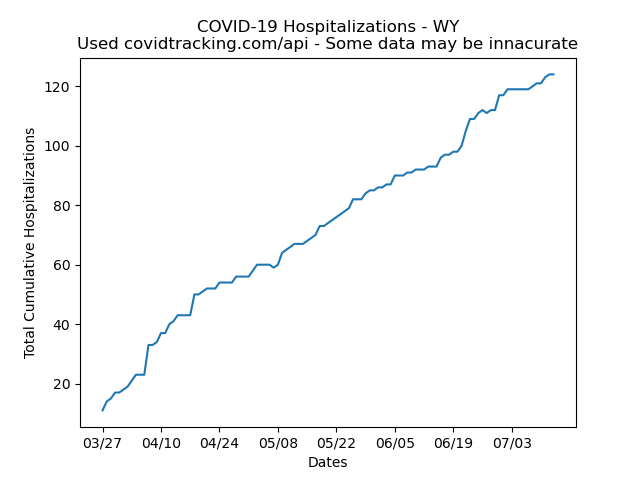 COVID-19 Hospitalizations - WY
Used covidtracking.com/api - Some data may be innacurate
Total Cumulative Hospitalizations
120
100
80
60
40
20
03/27 04/10 04/24 05/08 05/22 06/05 06/19 07/03
Dates